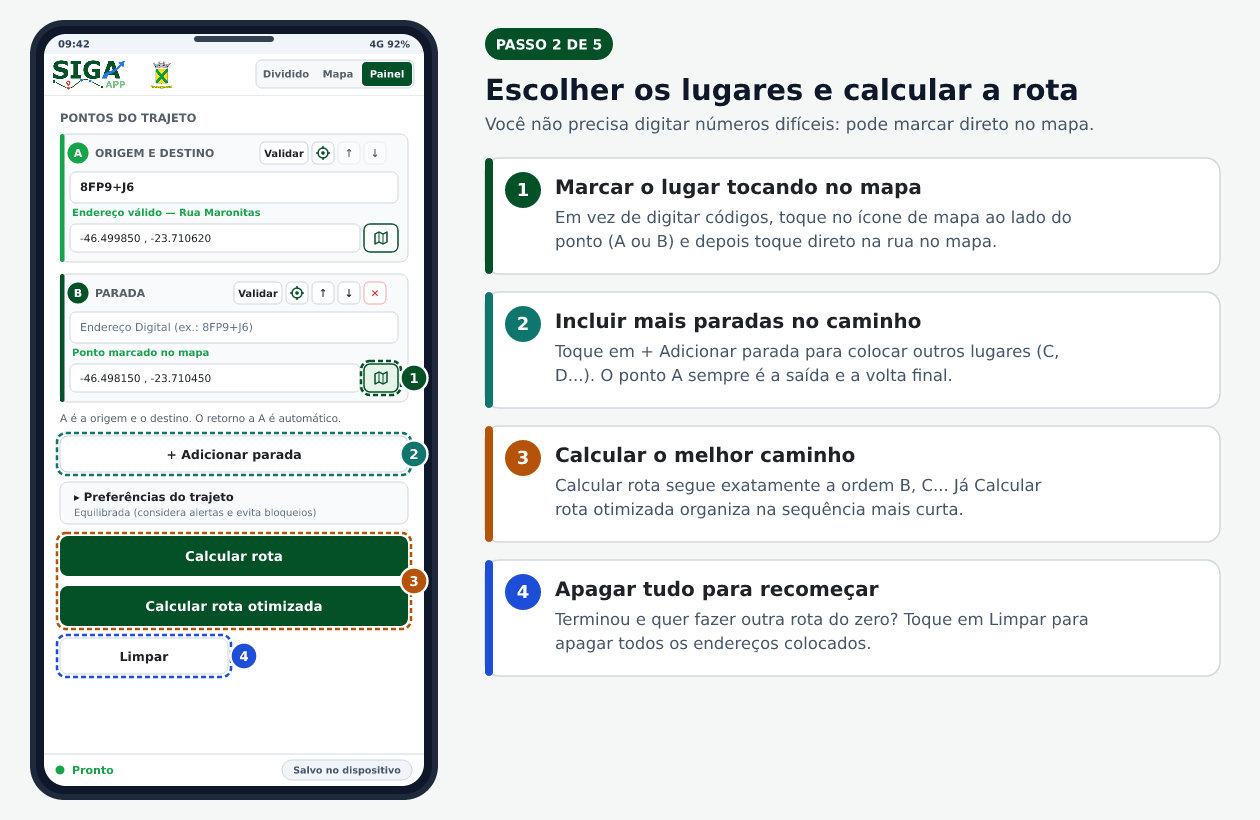 09:42
4G 92%
SIGA
APP
Dividido
Mapa
Painel
PONTOS DO TRAJETO
A
ORIGEM E DESTINO
Validar
↑
↓
8FP9+J6
Endereço válido — Rua Maronitas
-46.499850 , -23.710620
B
PARADA
Validar
↑
↓
×
Endereço Digital (ex.: 8FP9+J6)
Ponto marcado no mapa
-46.498150 , -23.710450
1
A é a origem e o destino. O retorno a A é automático.
+ Adicionar parada
2
▸ Preferências do trajeto
Equilibrada (considera alertas e evita bloqueios)
Calcular rota
3
Calcular rota otimizada
Limpar
4
Pronto
Salvo no dispositivo
PASSO 2 DE 5
Escolher os lugares e calcular a rota
Você não precisa digitar números difíceis: pode marcar direto no mapa.
1
Marcar o lugar tocando no mapa
Em vez de digitar códigos, toque no ícone de mapa ao lado do
ponto (A ou B) e depois toque direto na rua no mapa.
2
Incluir mais paradas no caminho
Toque em + Adicionar parada para colocar outros lugares (C,
D...). O ponto A sempre é a saída e a volta final.
3
Calcular o melhor caminho
Calcular rota segue exatamente a ordem B, C... Já Calcular
rota otimizada organiza na sequência mais curta.
4
Apagar tudo para recomeçar
Terminou e quer fazer outra rota do zero? Toque em Limpar para
apagar todos os endereços colocados.